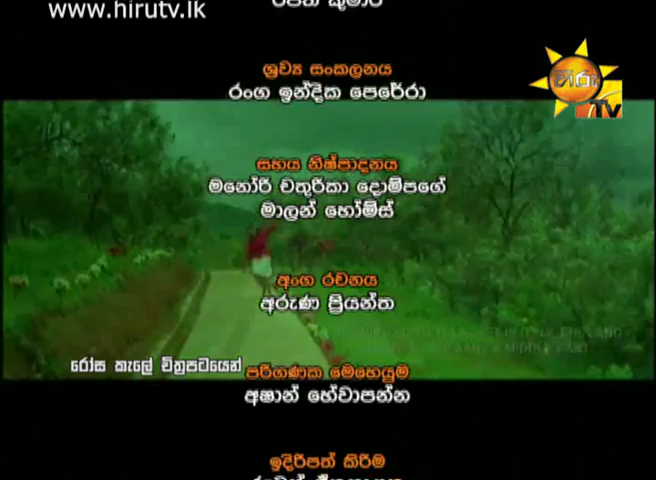 www.hirutv.lk
ශ්‍රව්‍ය සංකලනය
රංග ඉන්දික පෙරේරා
හිරු
TV
සහය නිෂ්පාදනය
මනෝරී චතුරිකා දොම්පගේ
මාලන් හෝම්ස්
අංග රචනය
අරුණ ප්‍රියන්ත
රෝස කැලේ චිත්‍රපටයෙන්
පරිගණක මෙහෙයුම
අෂාන් හේවාපන්න
ඉදිරිපත් කිරීම